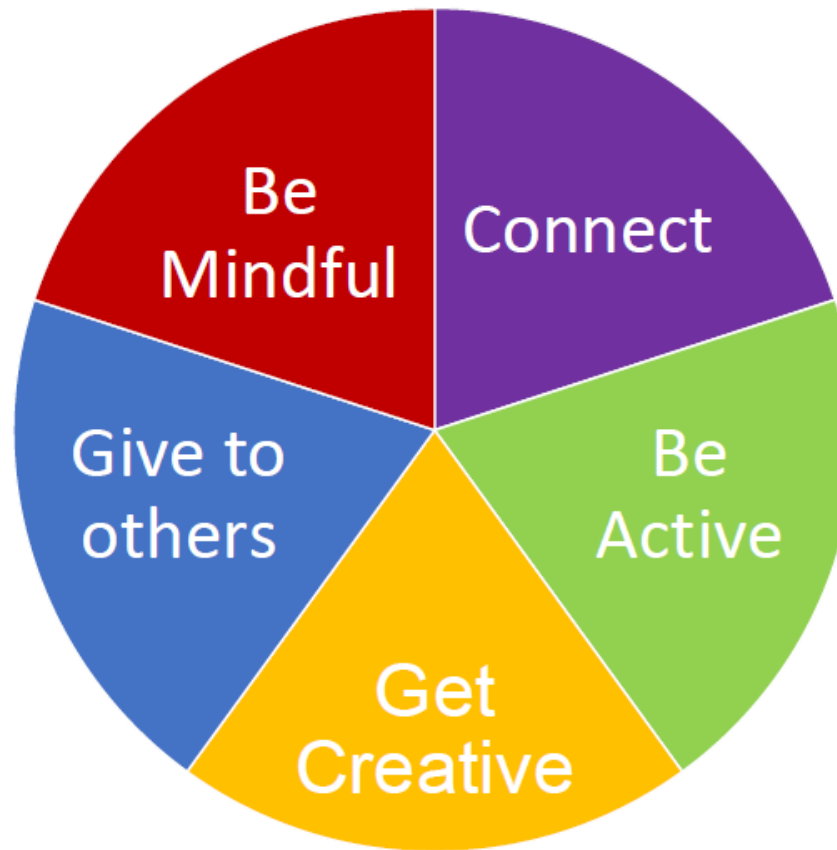 Be
Mindful
Connect
Give to
others
Be
Active
Get
Creative